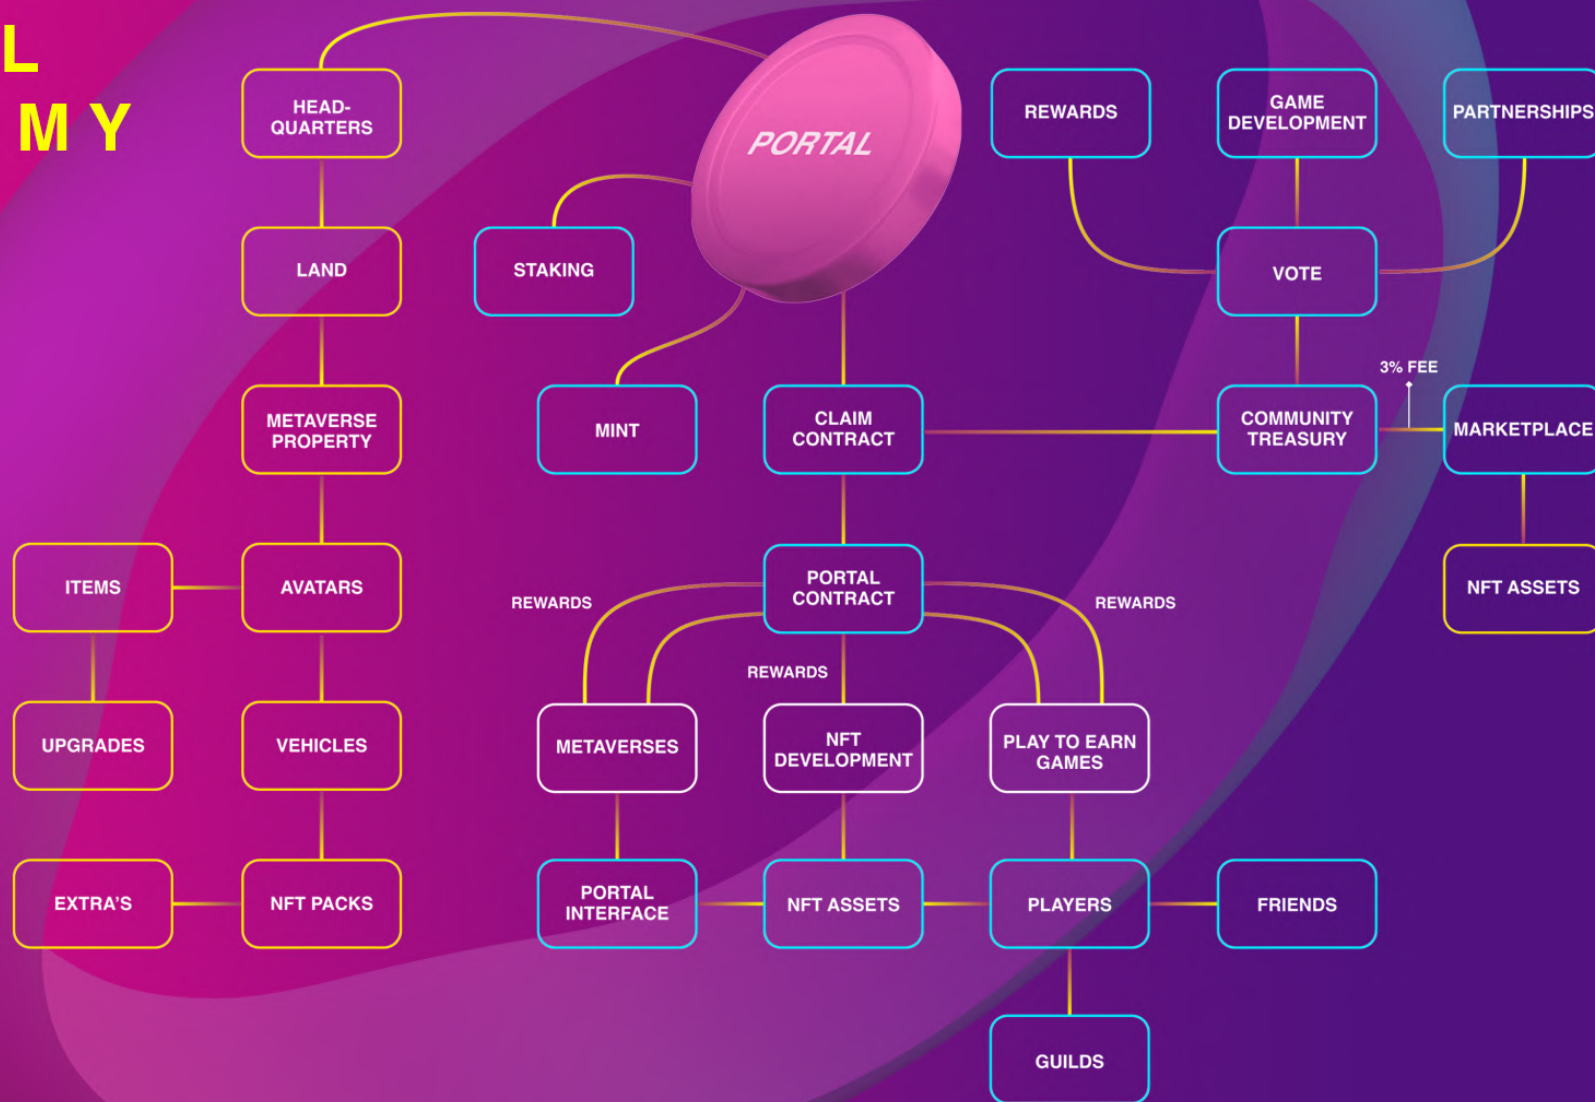 L
MY
HEAD-
QUARTERS
PORTAL
REWARDS
GAME
DEVELOPMENT
PARTNERSHIPS
LAND
STAKING
VOTE
3% FEE
METAVERSE
PROPERTY
MINT
CLAIM
CONTRACT
COMMUNITY
TREASURY
MARKETPLACE
ITEMS
AVATARS
PORTAL
CONTRACT
NFT ASSETS
REWARDS
REWARDS
REWARDS
UPGRADES
VEHICLES
METAVERSES
NFT
DEVELOPMENT
PLAY TO EARN
GAMES
EXTRA'S
NFT PACKS
PORTAL
INTERFACE
NFT ASSETS
PLAYERS
FRIENDS
GUILDS